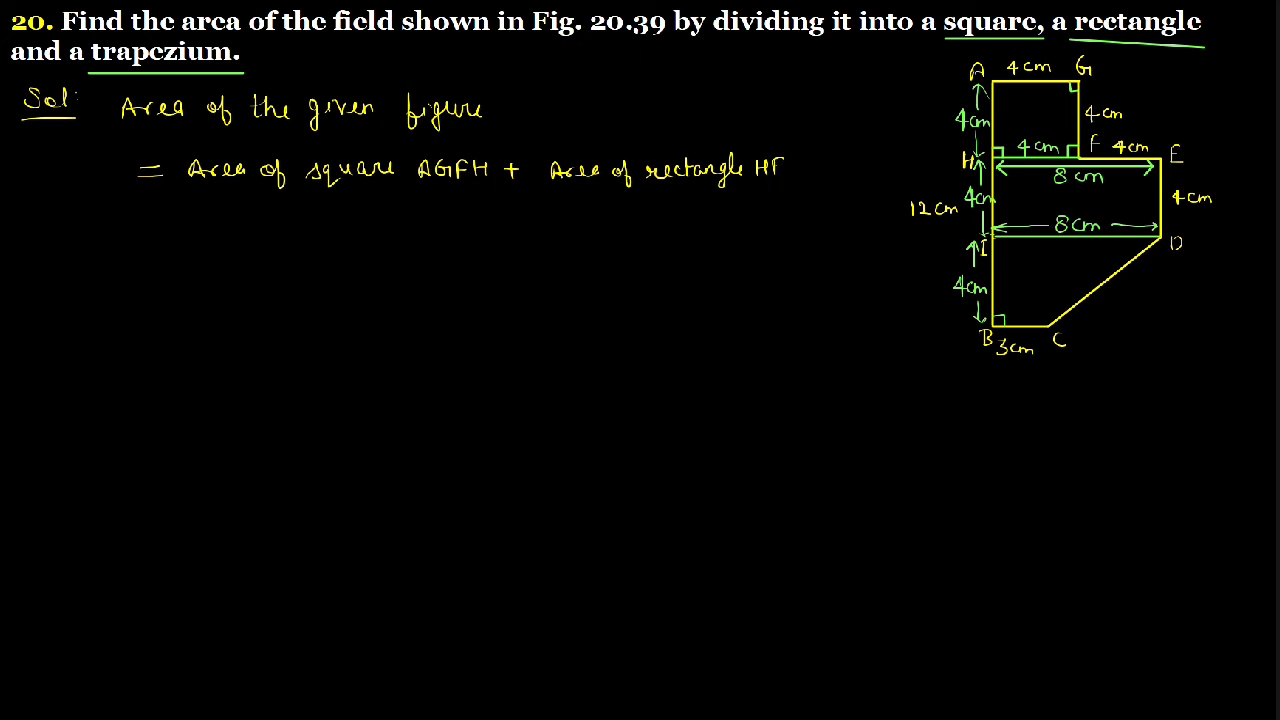 20. Find the area of the field shown in Fig. 20.39 by dividing it into a square, a rectangle
and a trapczium.
Sol:
Area of the given figure
= Area of square AGFH + Area of rectangle HE
A 4cm G
4cm
4cm
H 4cm F 4cm E
8cm
12cm
4cm
4cm
8cm
I
D
4cm
B 3cm C